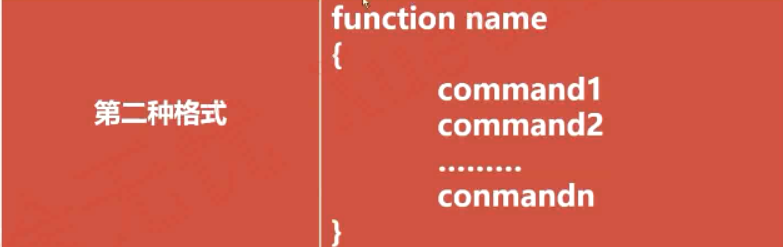 第二种格式
function name
{
command1
command2
.........
conmandn
}